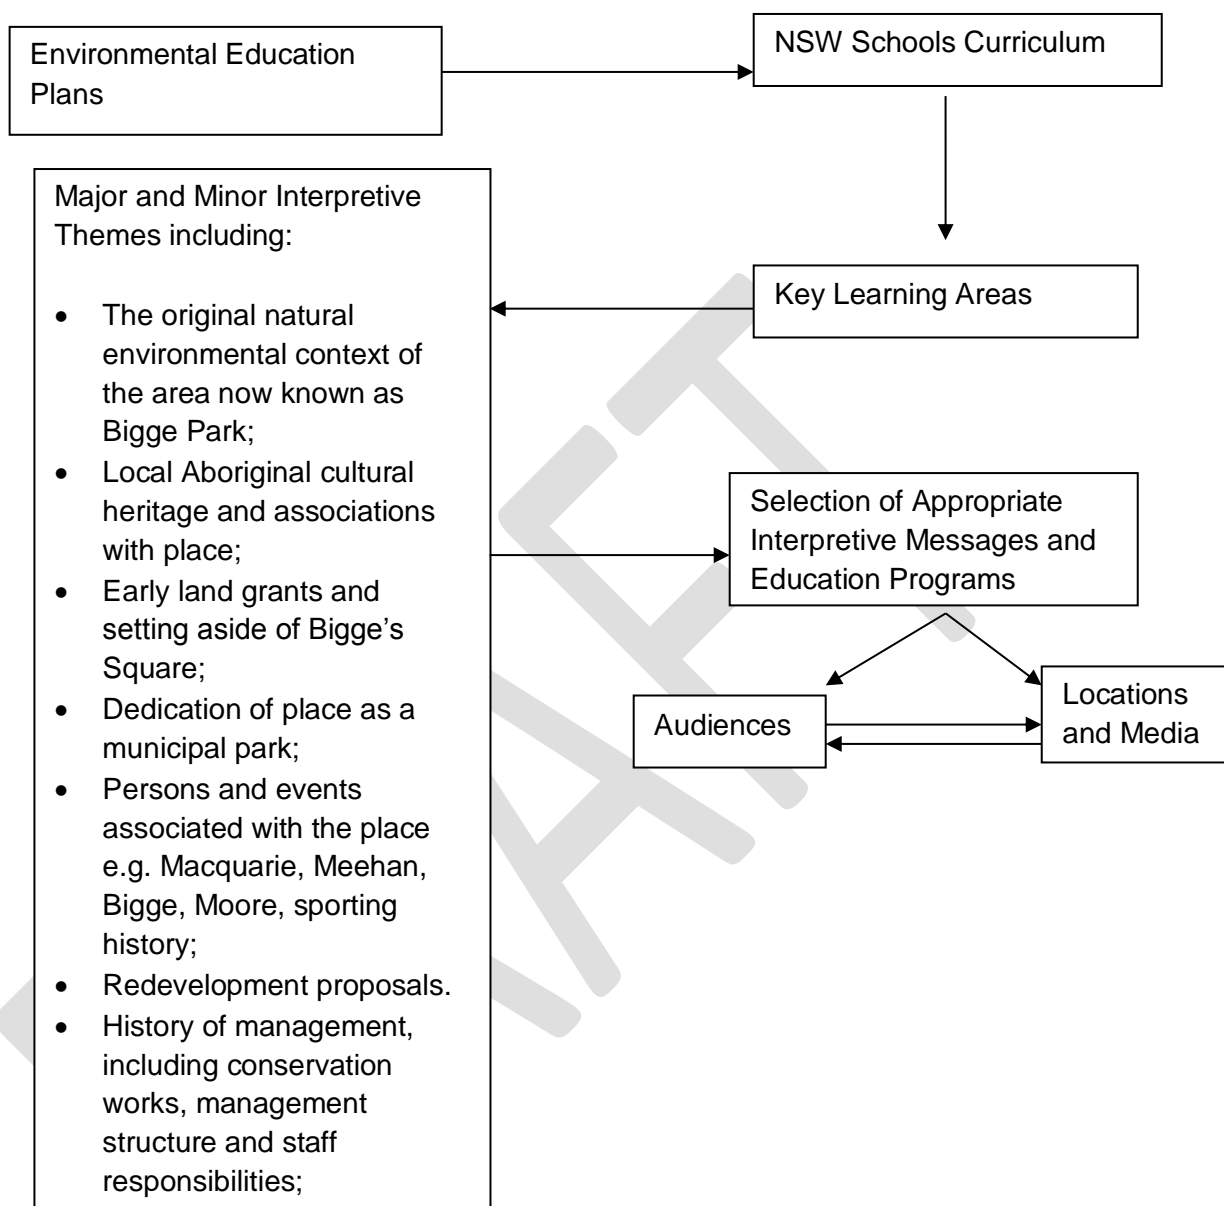 Environmental Education
Plans
NSW Schools Curriculum
Key Learning Areas
Major and Minor Interpretive
Themes including:
• The original natural
environmental context of
the area now known as
Bigge Park;
• Local Aboriginal cultural
heritage and associations
with place;
• Early land grants and
setting aside of Bigge’s
Square;
• Dedication of place as a
municipal park;
• Persons and events
associated with the place
e.g. Macquarie, Meehan,
Bigge, Moore, sporting
history;
• Redevelopment proposals.
• History of management,
including conservation
works, management
structure and staff
responsibilities;
Selection of Appropriate
Interpretive Messages and
Education Programs
Audiences
Locations
and Media
DRAFT